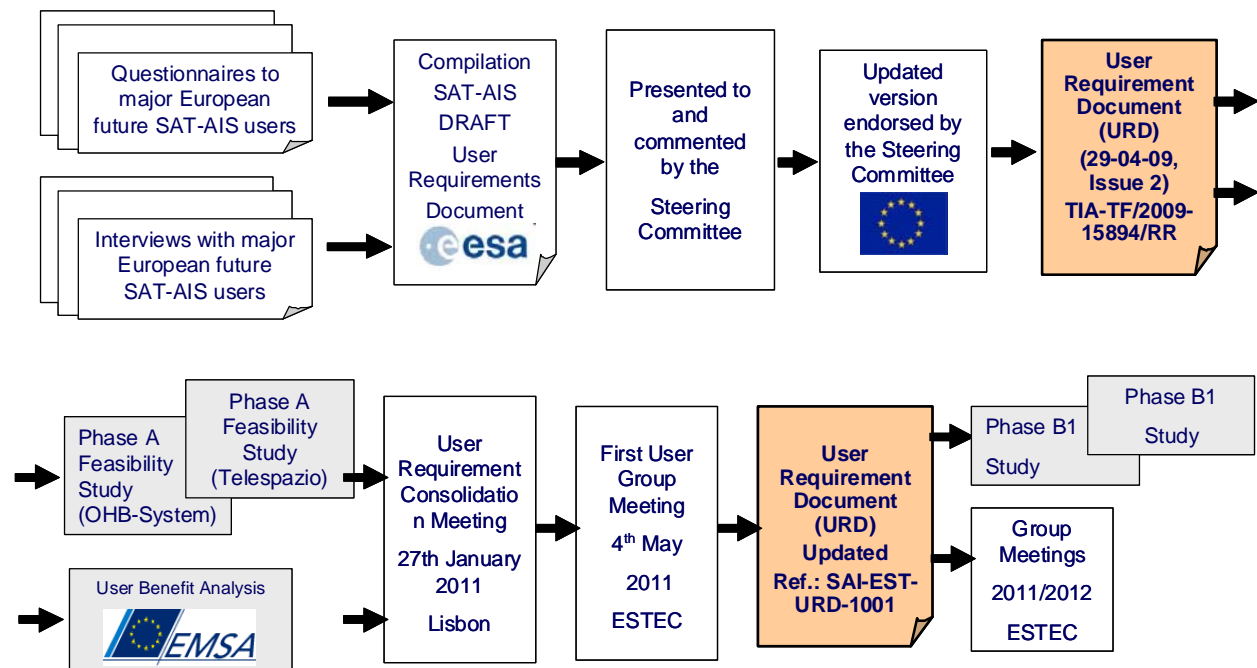 Questionnaires to
major European
future SAT-AIS users
Interviews with major
European future
SAT-AIS users
Compilation
SAT-AIS
DRAFT
User
Requirements
Document
esa
Presented to
and
commented
by the
Steering
Committee
Updated
version
endorsed by
the Steering
Committee
User
Requirement
Document
(URD)
(29-04-09,
Issue 2)
TIA-TF/2009-
15894/RR
Phase A
Feasibility
Study
(OHB-System)
Phase A
Feasibility
Study
(Telespazio)
User Benefit Analysis
EMSA
User
Requirement
Consolidatio
n Meeting
27th January
2011
Lisbon
First User
Group
Meeting
4th May
2011
ESTEC
User
Requirement
Document
(URD)
Updated
Ref.: SAI-EST-
URD-1001
Phase B1
Study
Phase B1
Study
Group
Meetings
2011/2012
ESTEC